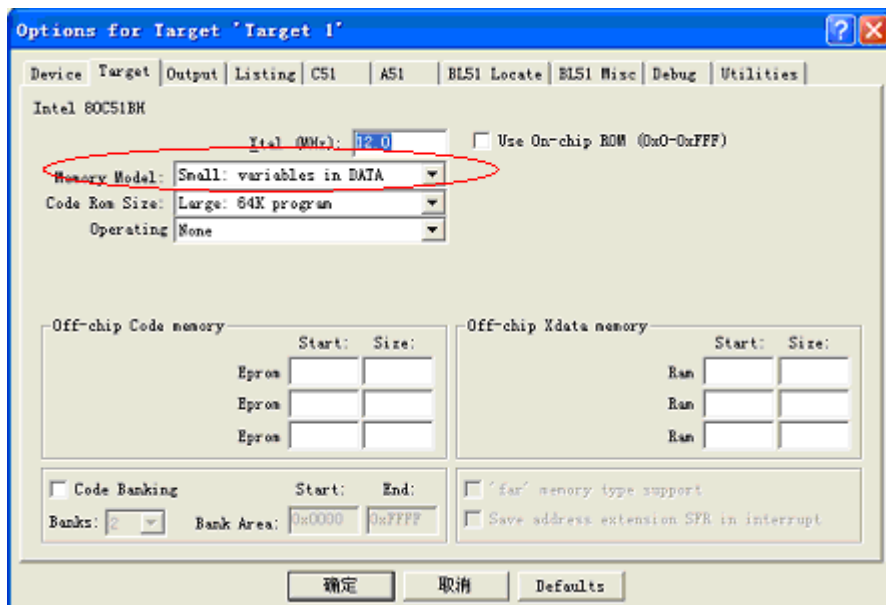 Options for Target 'Target 1'
Device Target Output Listing C51 A51 BL51 Locate BL51 Misc Debug Utilities
Intel 80C51BH
Xtal (MHz): 12.0 Use On-chip ROM (0x0-0xFFF)
Memory Model: Small: variables in DATA
Code Rom Size: Large: 64K program
Operating None
Off-chip Code memory Off-chip Xdata memory
Start: Size: Start: Size:
Eprom Ram
Eprom Ram
Eprom Ram
Code Banking Start: End: 'far' memory type support
Banks: 2 Bank Area: 0x0000 0xFFFF Save address extension SFR in interrupt
确定 取消 Defaults